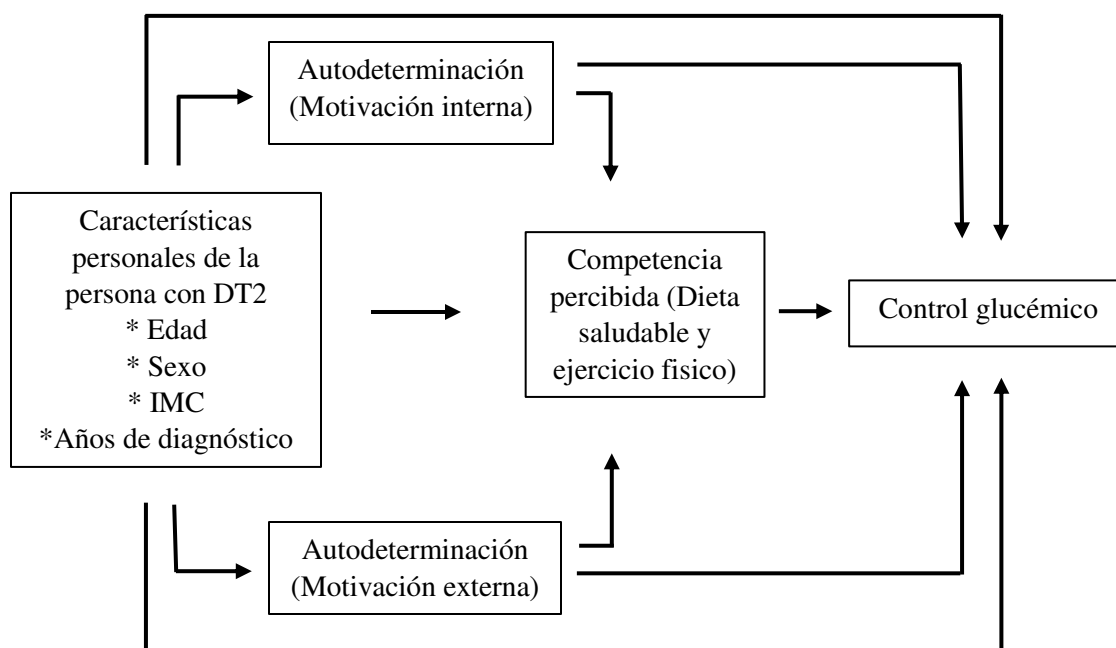 Autodeterminación
(Motivación interna)
Característícas
personales de la
persona con DT2
* Edad
* Sexo
* IMC
*Años de diagnóstico
Competencia
percibida (Dieta
saludable y
ejercicio fisico)
Control glucémico
Autodeterminación
(Motivación externa)